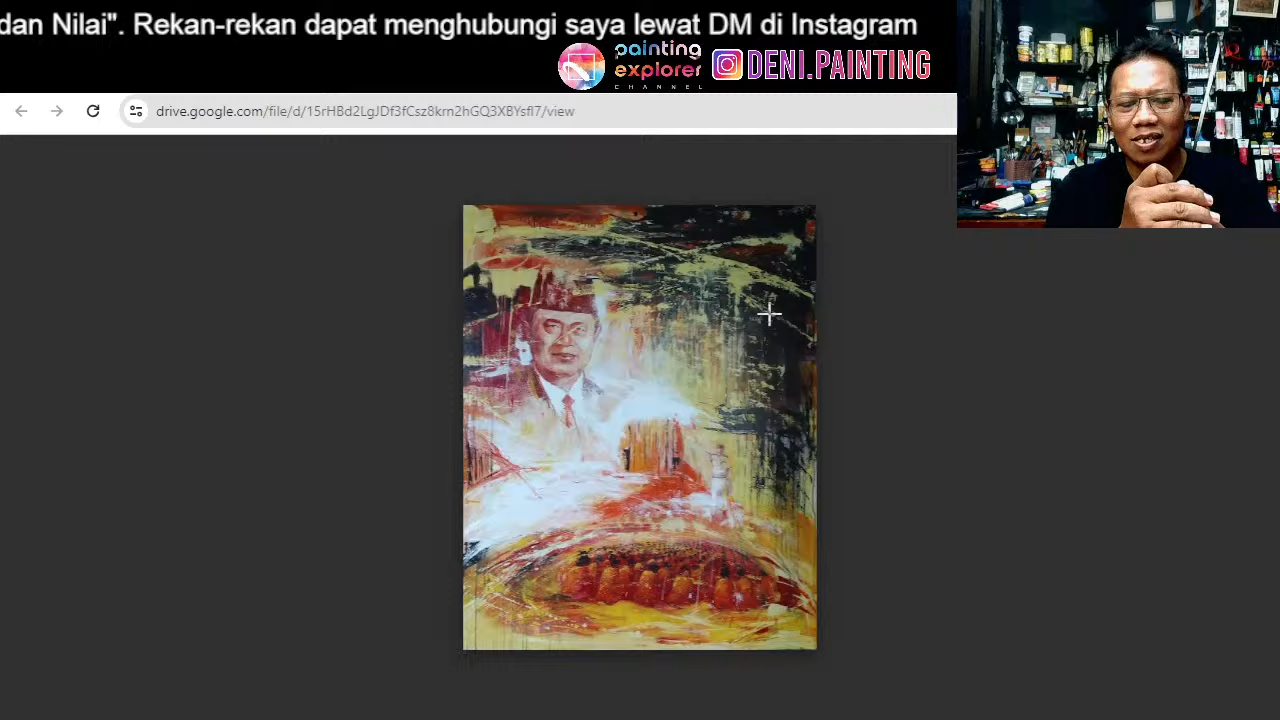 dan Nilai". Rekan-rekan dapat menghubungi saya lewat DM di Instagram
painting
explorer
CHANNEL
DENI.PAINTING
drive.google.com/file/d/15rHBd2LgJDf3fCsz8krn2hGQ3XBYsfI7/view